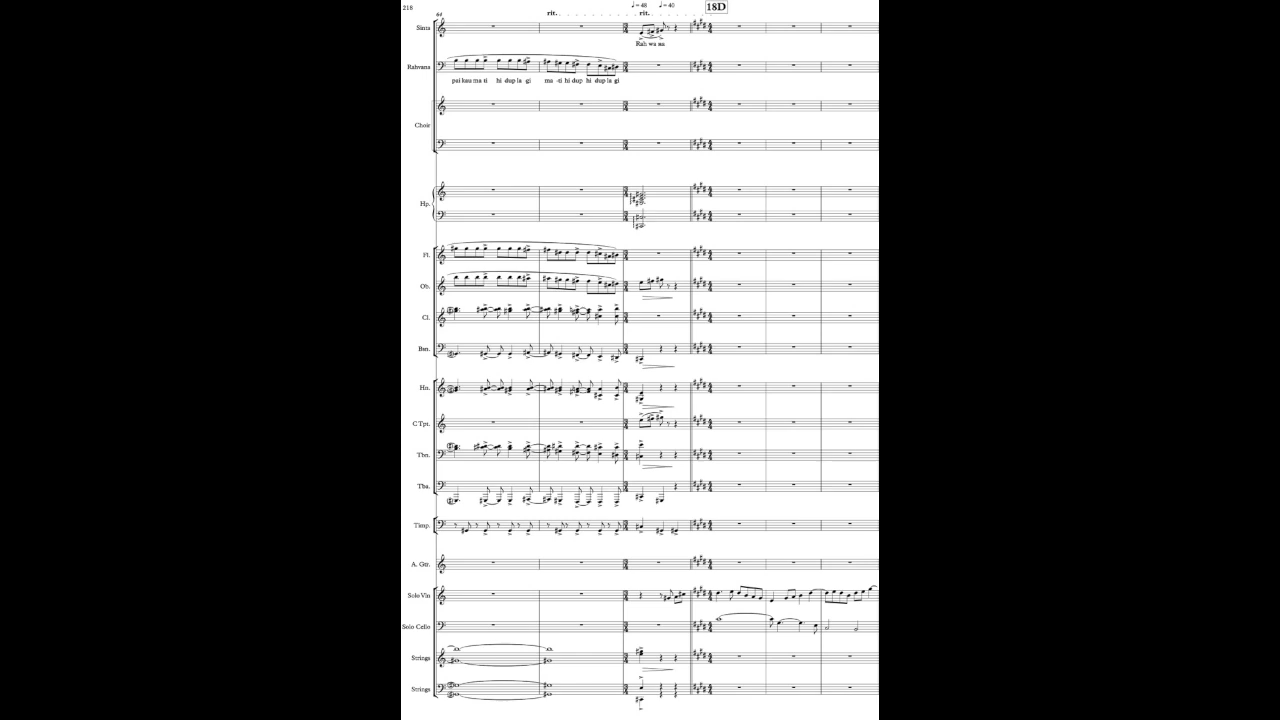 218
64
rit.
♩= 48
♩= 40
rit.
18D
Sinta
Rah wa na
Rahvana
pai kau ma ti hi dup la gi ma -ti hi dup hi dup la gi
Choir
Hp.
Fl.
Ob.
Cl.
Bsn.
Hn.
C Tpt.
Tbn.
Tba.
Timp.
A. Gtr.
Solo Vln
Solo Cello
Strings
Strings